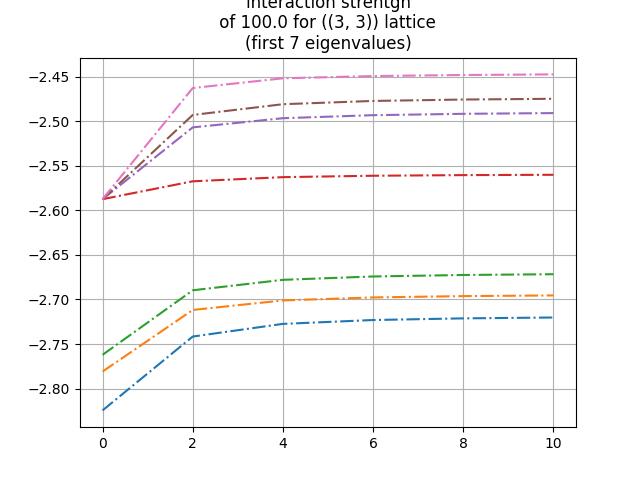 interaction strentgh
of 100.0 for ((3, 3)) lattice
(first 7 eigenvalues)
−2.45
−2.50
−2.55
−2.60
−2.65
−2.70
−2.75
−2.80
0 2 4 6 8 10